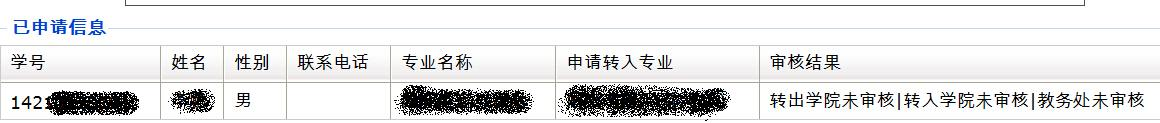 已申请信息
学号 姓名 性别 联系电话 专业名称 申请转入专业 审核结果
142 男 转出学院未审核|转入学院未审核|教务处未审核